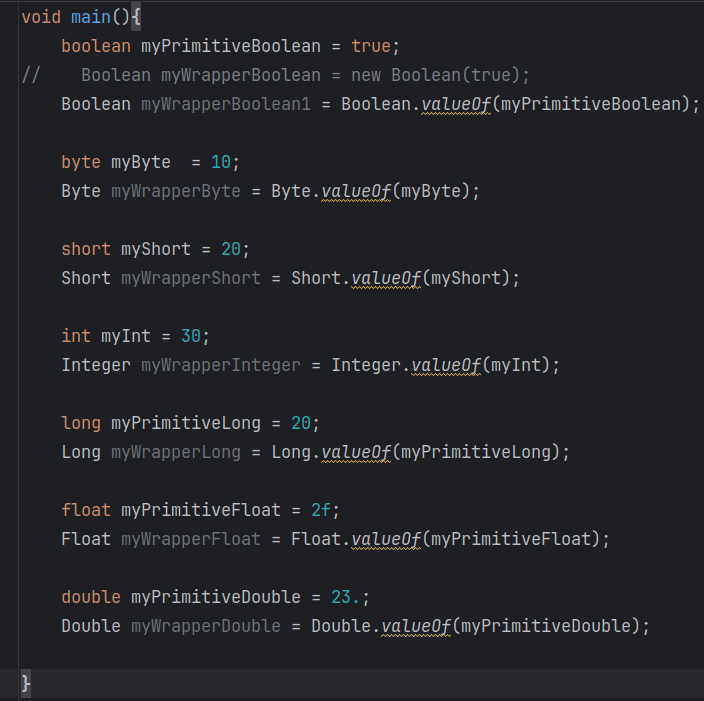 void main(){
    boolean myPrimitiveBoolean = true;
//    Boolean myWrapperBoolean = new Boolean(true);
    Boolean myWrapperBoolean1 = Boolean.valueOf(myPrimitiveBoolean);
    byte myByte  = 10;
    Byte myWrapperByte = Byte.valueOf(myByte);
    short myShort = 20;
    Short myWrapperShort = Short.valueOf(myShort);
    int myInt = 30;
    Integer myWrapperInteger = Integer.valueOf(myInt);
    long myPrimitiveLong = 20;
    Long myWrapperLong = Long.valueOf(myPrimitiveLong);
    float myPrimitiveFloat = 2f;
    Float myWrapperFloat = Float.valueOf(myPrimitiveFloat);
    double myPrimitiveDouble = 23.;
    Double myWrapperDouble = Double.valueOf(myPrimitiveDouble);
}